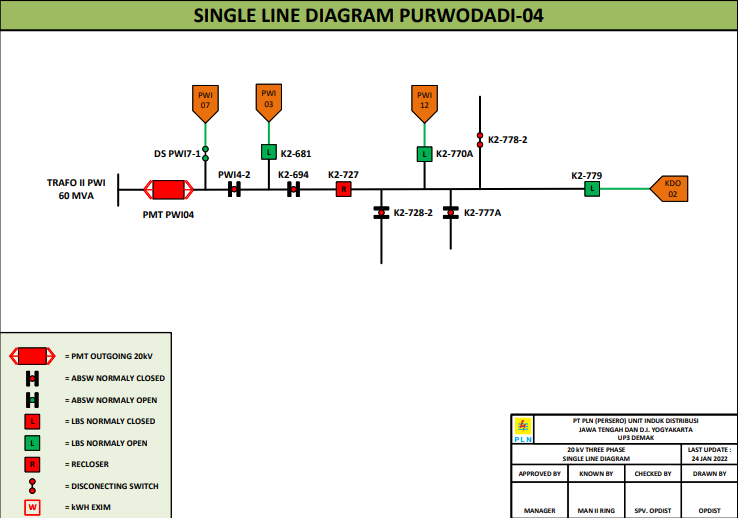 SINGLE LINE DIAGRAM PURWODADI-04
PWI
07
PWI
03
PWI
12
K2-778-2
DS PWI7-1
L
K2-681
L
K2-770A
TRAFO II PWI
60 MVA
PWI4-2
K2-694
K2-727
K2-779
R
L
KDO
02
PMT PWI04
K2-728-2
K2-777A
= PMT OUTGOING 20kV
= ABSW NORMALY CLOSED
= ABSW NORMALY OPEN
L
= LBS NORMALY CLOSED
L
= LBS NORMALY OPEN
R
= RECLOSER
= DISCONECTING SWITCH
W
= kWH EXIM
PLN
PT PLN (PERSERO) UNIT INDUK DISTRIBUSI
JAWA TENGAH DAN D.I. YOGYAKARTA
UP3 DEMAK
20 kV THREE PHASE
SINGLE LINE DIAGRAM
LAST UPDATE :
24 JAN 2022
APPROVED BY
KNOWN BY
CHECKED BY
DRAWN BY
MANAGER
MAN II RING
SPV. OPDIST
OPDIST